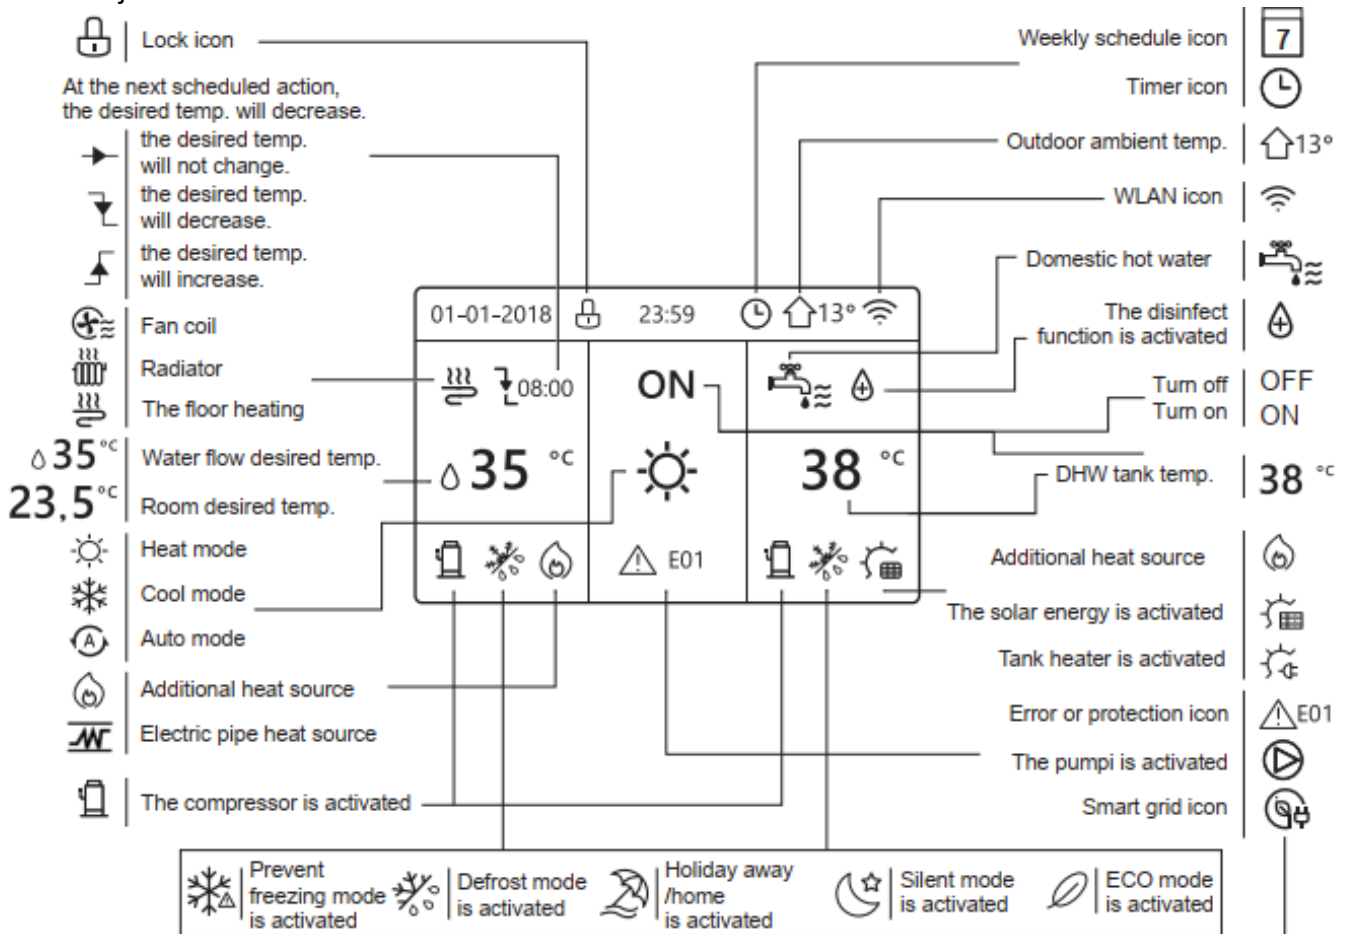 Lock icon
At the next scheduled action,
the desired temp. will decrease.
the desired temp.
will not change.
the desired temp.
will decrease.
the desired temp.
will increase.
Fan coil
Radiator
The floor heating
35°C
Water flow desired temp.
23.5°C
Room desired temp.
Heat mode
Cool mode
A
Auto mode
Additional heat source
Electric pipe heat source
The compressor is activated
01-01-2018
23:59
13°
08:00
ON
35 °C
38 °C
E01
Weekly schedule icon
7
Timer icon
Outdoor ambient temp.
13°
WLAN icon
Domestic hot water
The disinfect
function is activated
Turn off
OFF
Turn on
ON
DHW tank temp.
38 °C
Additional heat source
The solar energy is activated
Tank heater is activated
Error or protection icon
E01
The pumpi is activated
Smart grid icon
Prevent
freezing mode
is activated
Defrost mode
is activated
Holiday away
/home
is activated
Silent mode
is activated
ECO mode
is activated